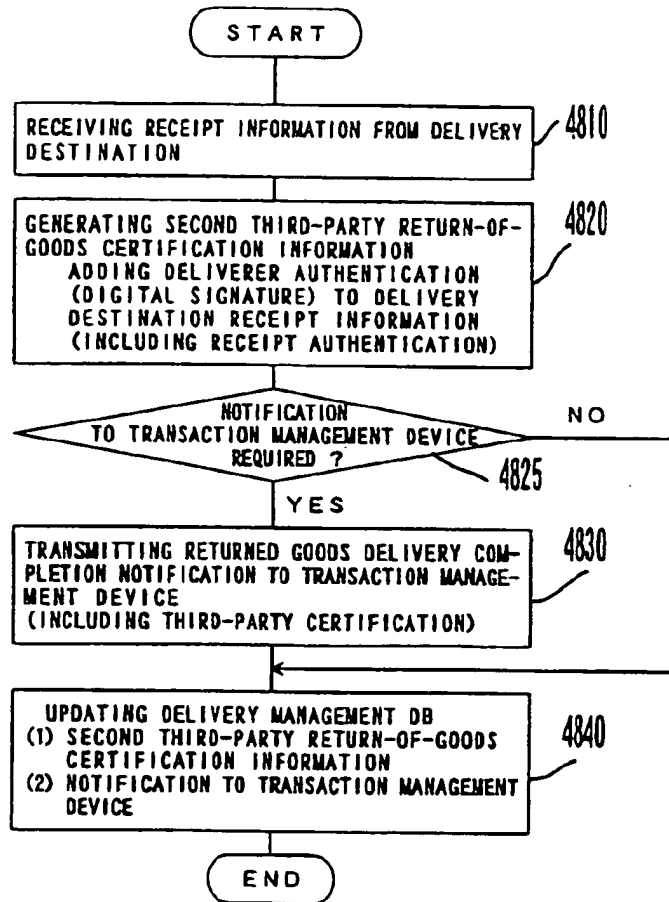 START
RECEIVING RECEIPT INFORMATION FROM DELIVERY
DESTINATION
4810
GENERATING SECOND THIRD-PARTY RETURN-OF-
GOODS CERTIFICATION INFORMATION
ADDING DELIVERER AUTHENTICATION
(DIGITAL SIGNATURE) TO DELIVERY
DESTINATION RECEIPT INFORMATION
(INCLUDING RECEIPT AUTHENTICATION)
4820
NOTIFICATION
TO TRANSACTION MANAGEMENT DEVICE
REQUIRED ?
NO
4825
YES
TRANSMITTING RETURNED GOODS DELIVERY COM-
PLETION NOTIFICATION TO TRANSACTION MANAGE-
MENT DEVICE
(INCLUDING THIRD-PARTY CERTIFICATION)
4830
UPDATING DELIVERY MANAGEMENT DB
(1) SECOND THIRD-PARTY RETURN-OF-GOODS
CERTIFICATION INFORMATION
(2) NOTIFICATION TO TRANSACTION MANAGEMENT
DEVICE
4840
END